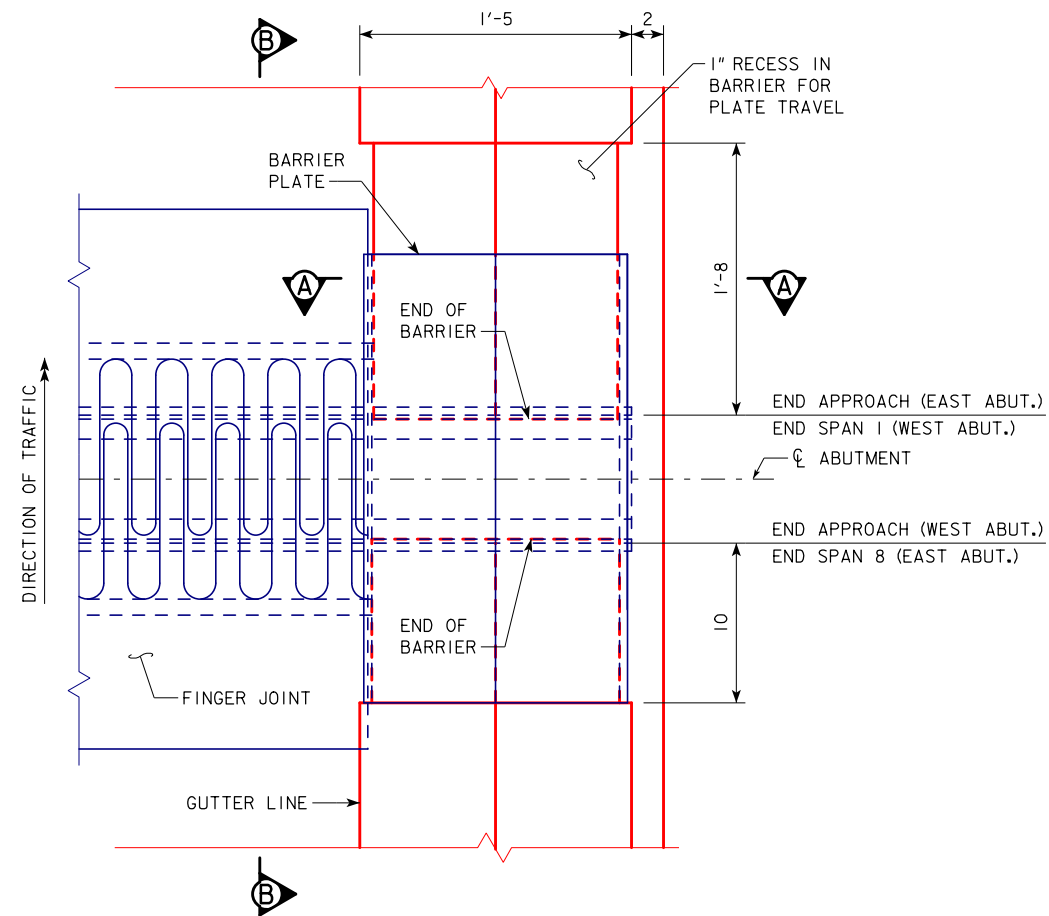 B
1'-5
2
1" RECESS IN
BARRIER FOR
PLATE TRAVEL
BARRIER
PLATE
A
A
1'-8
END OF
BARRIER
END APPROACH (EAST ABUT.)
END SPAN 1 (WEST ABUT.)
℄ ABUTMENT
DIRECTION OF TRAFFIC
END APPROACH (WEST ABUT.)
END SPAN 8 (EAST ABUT.)
10
END OF
BARRIER
FINGER JOINT
GUTTER LINE
B